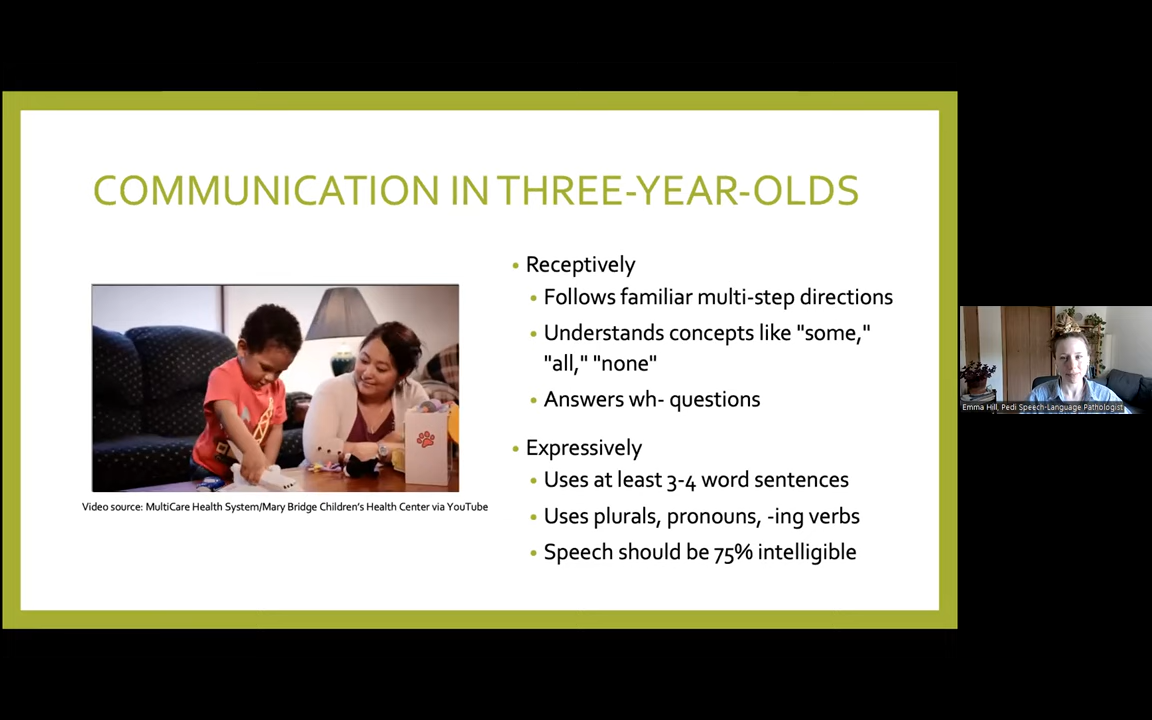 COMMUNICATION IN THREE-YEAR-OLDS
• Receptively
• Follows familiar multi-step directions
• Understands concepts like "some,"
"all," "none"
• Answers wh- questions
• Expressively
• Uses at least 3-4 word sentences
• Uses plurals, pronouns, -ing verbs
• Speech should be 75% intelligible
Video source: MultiCare Health System/Mary Bridge Children's Health Center via YouTube
Emma Hill, Pedi Speech-Language Pathologist